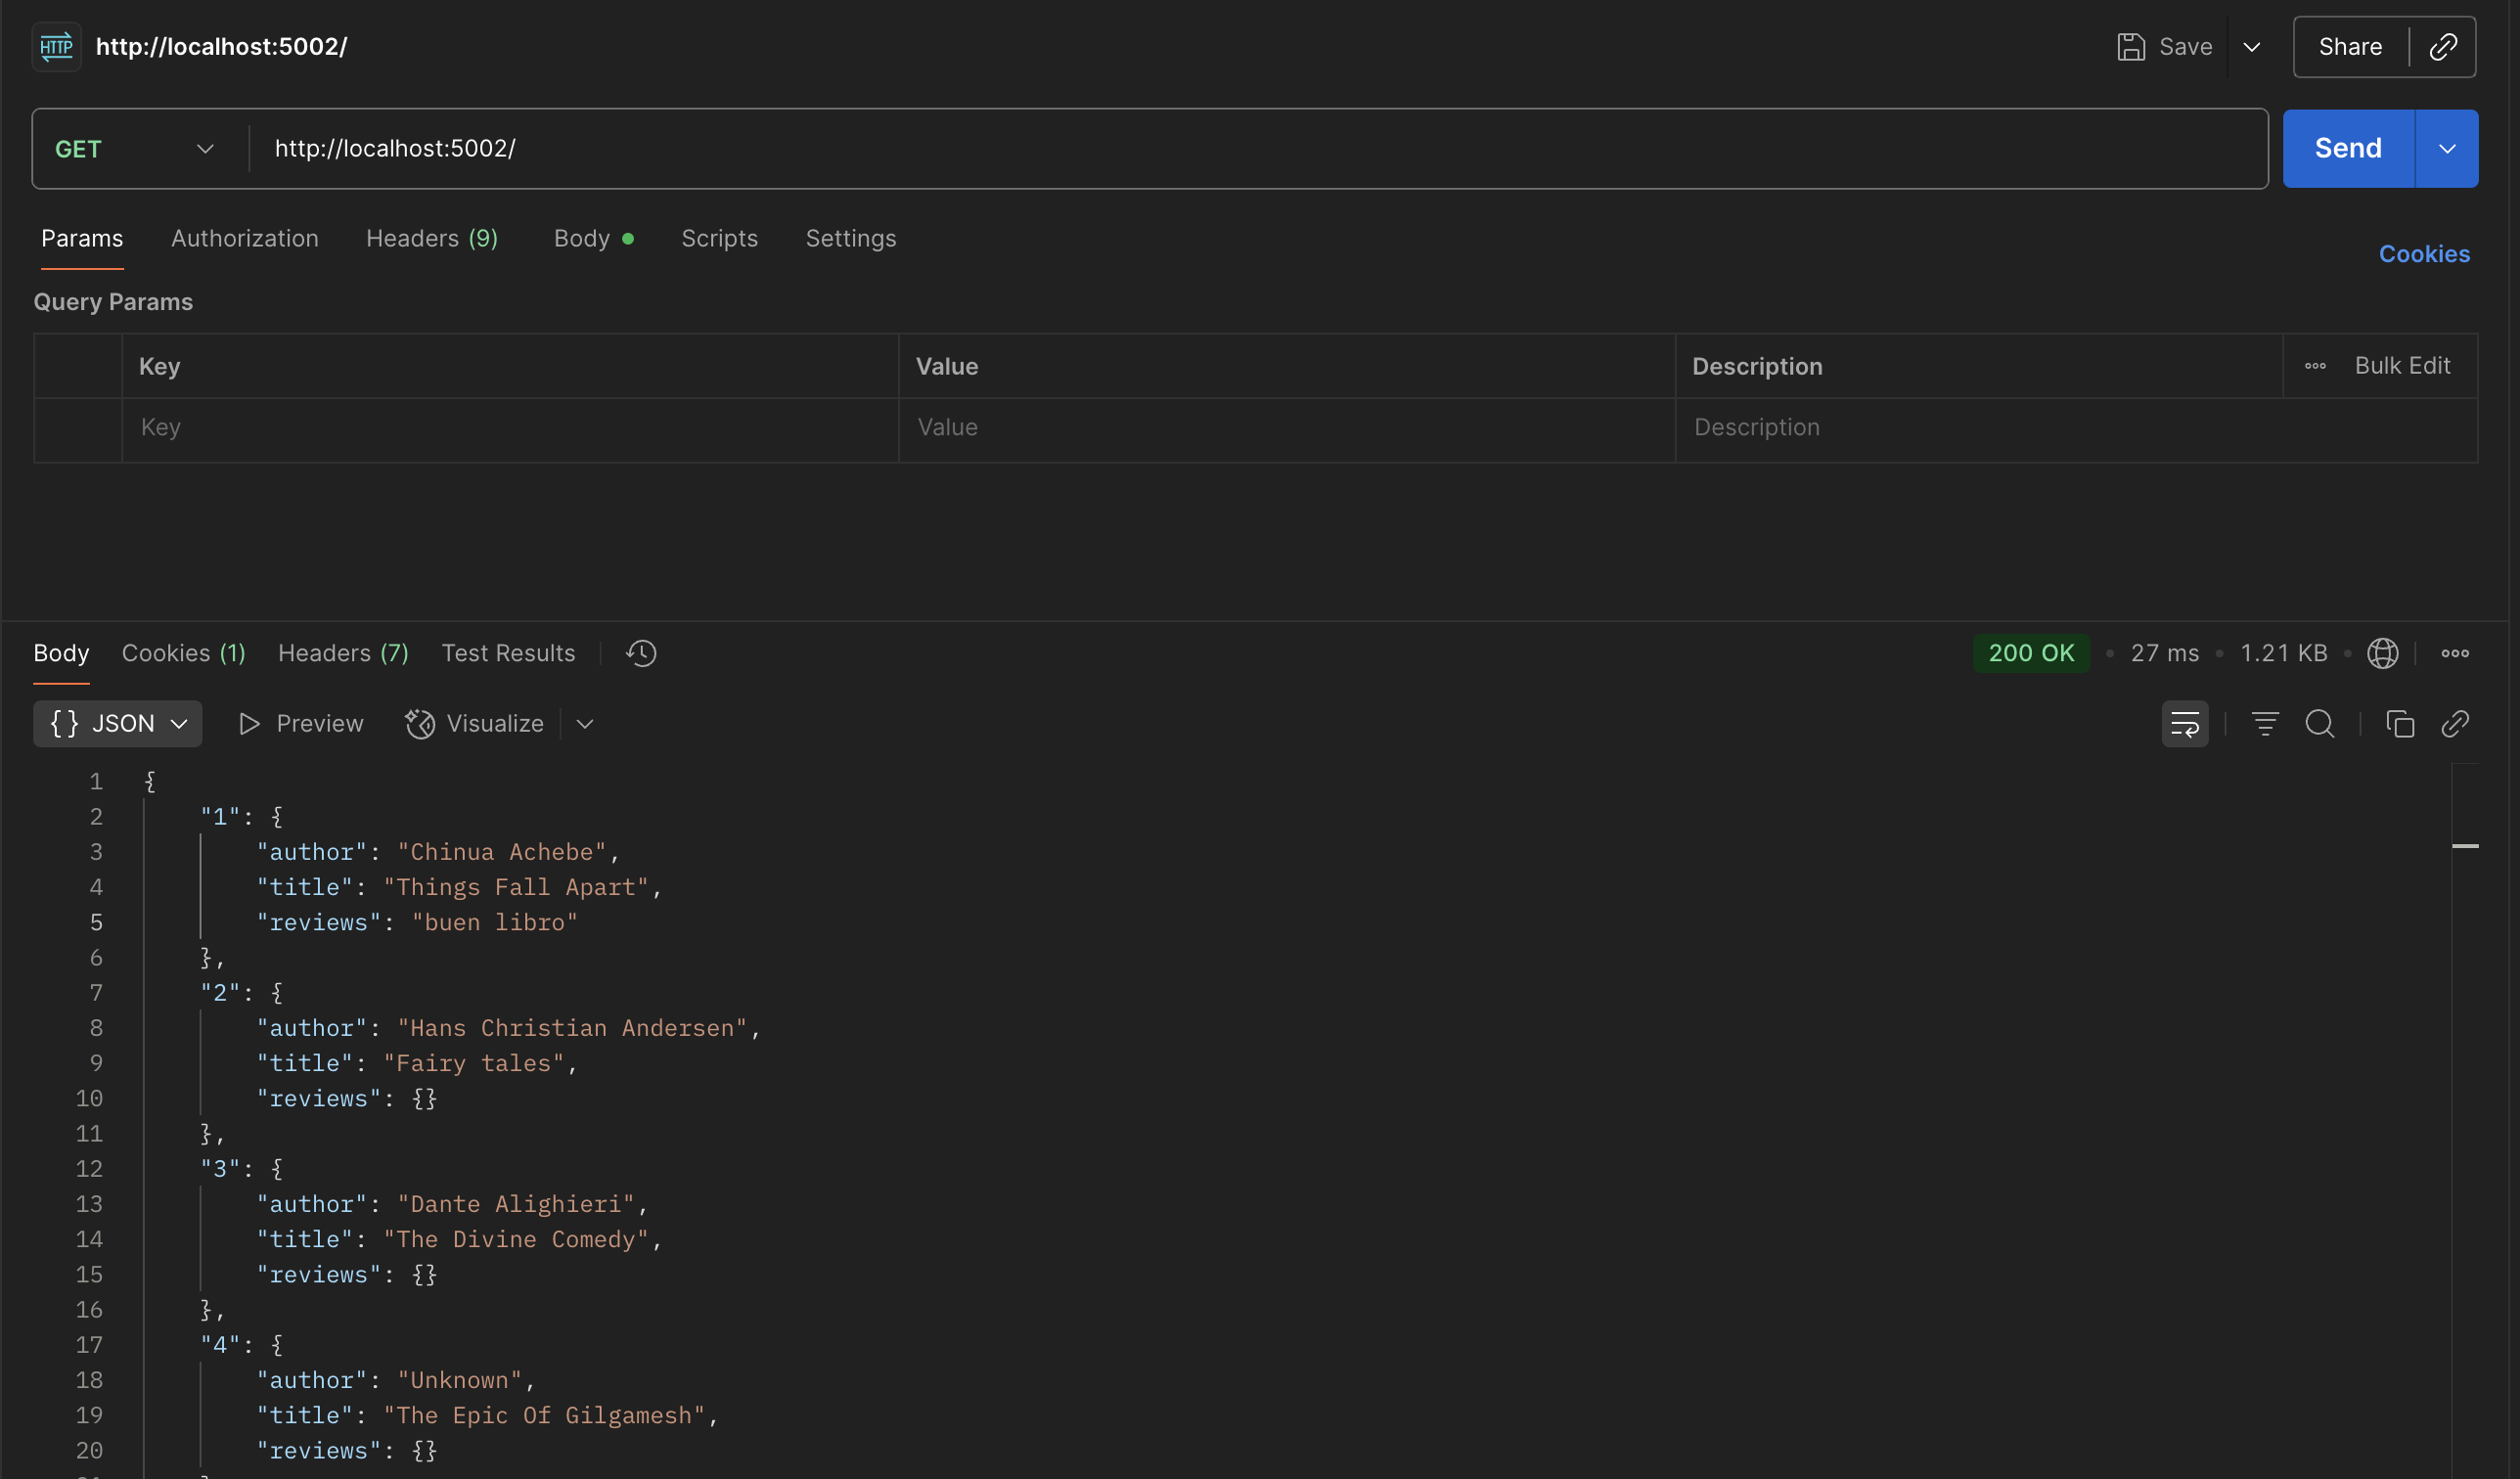 HTTP http://localhost:5002/ Save Share
GET http://localhost:5002/ Send
Params Authorization Headers (9) Body Scripts Settings Cookies
Query Params
Key Value Description Bulk Edit
Key Value Description
Body Cookies (1) Headers (7) Test Results 200 OK • 27 ms • 1.21 KB •
{} JSON Preview Visualize
1 {
2 "1": {
3 "author": "Chinua Achebe",
4 "title": "Things Fall Apart",
5 "reviews": "buen libro"
6 },
7 "2": {
8 "author": "Hans Christian Andersen",
9 "title": "Fairy tales",
10 "reviews": {}
11 },
12 "3": {
13 "author": "Dante Alighieri",
14 "title": "The Divine Comedy",
15 "reviews": {}
16 },
17 "4": {
18 "author": "Unknown",
19 "title": "The Epic Of Gilgamesh",
20 "reviews": {}